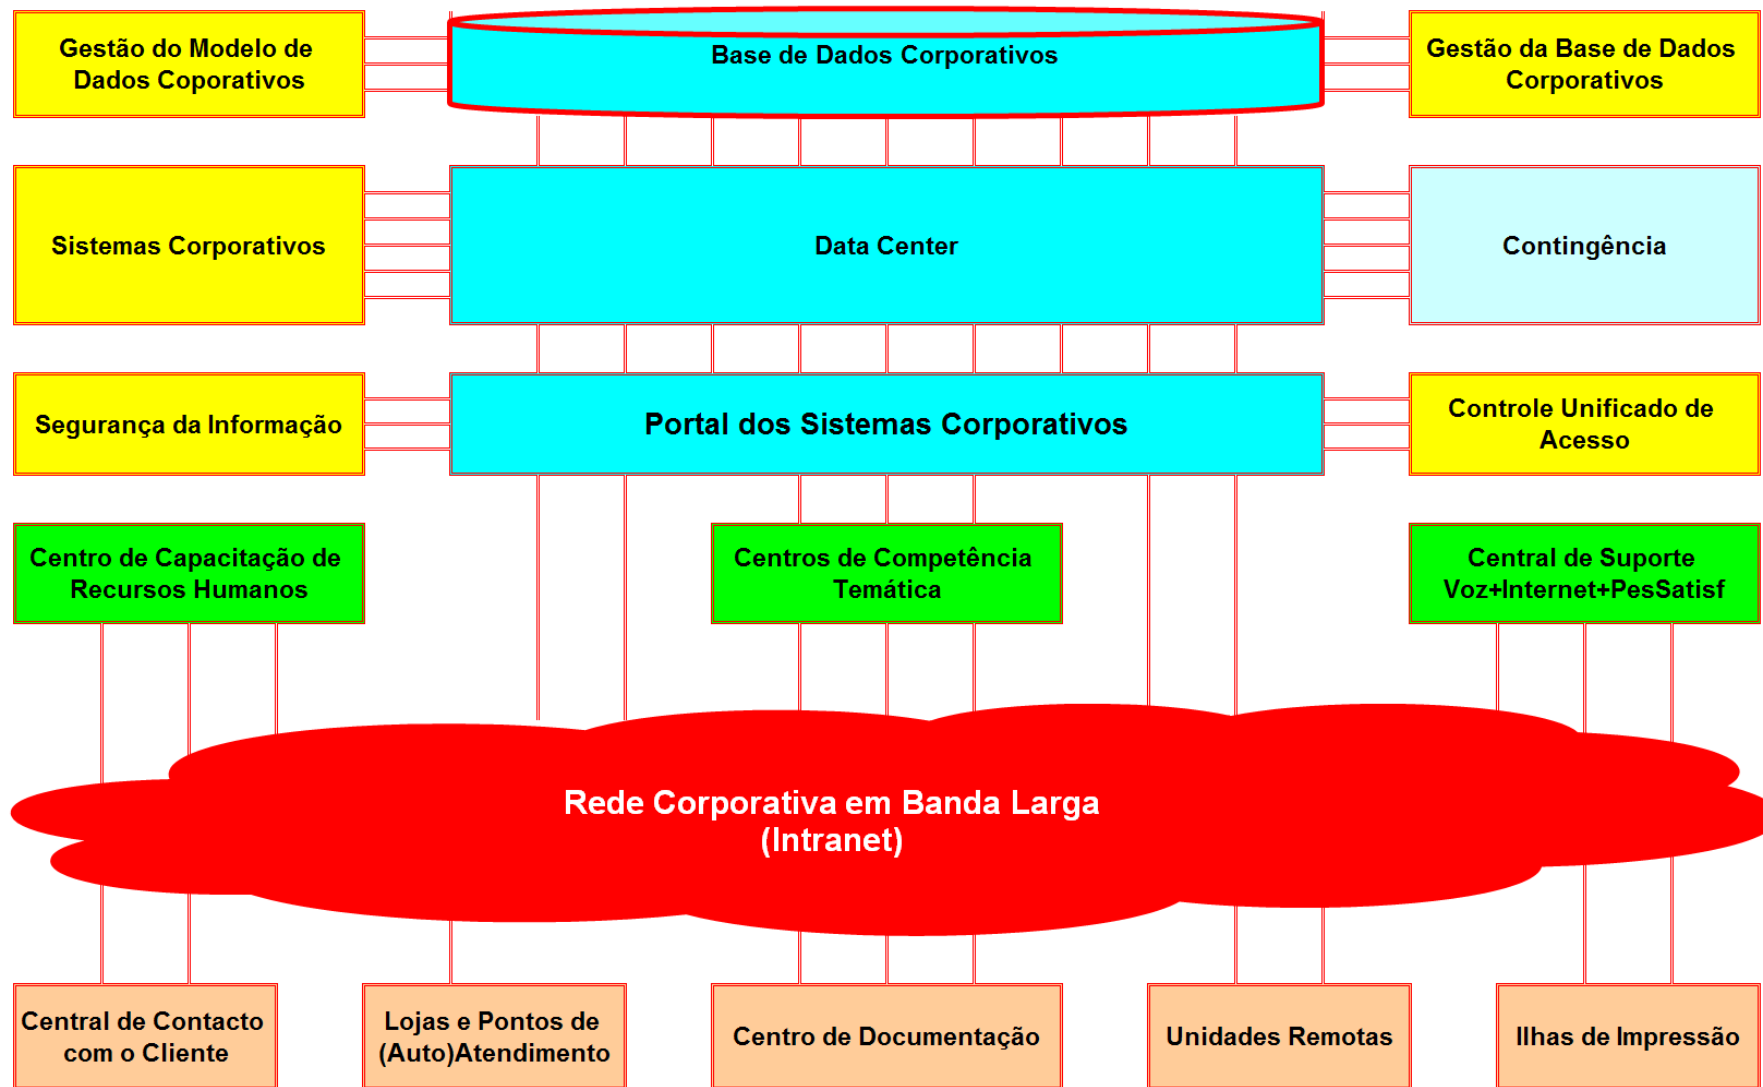 Gestão do Modelo de
Dados Coporativos
Base de Dados Corporativos
Gestão da Base de Dados
Corporativos
Sistemas Corporativos
Data Center
Contingência
Segurança da Informação
Portal dos Sistemas Corporativos
Controle Unificado de
Acesso
Centro de Capacitação de
Recursos Humanos
Centros de Competência
Temática
Central de Suporte
Voz+Internet+PesSatisf
Rede Corporativa em Banda Larga
(Intranet)
Central de Contacto
com o Cliente
Lojas e Pontos de
(Auto)Atendimento
Centro de Documentação
Unidades Remotas
Ilhas de Impressão